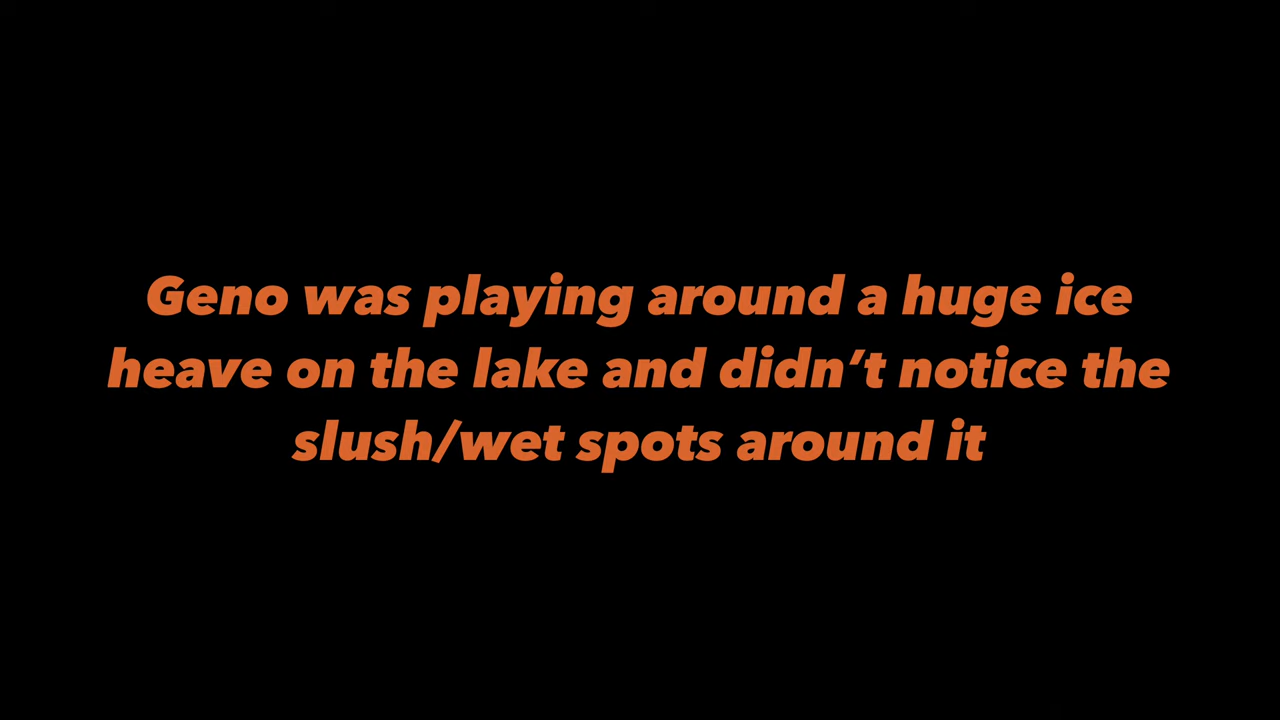 Geno was playing around a huge ice
heave on the lake and didn’t notice the
slush/wet spots around it